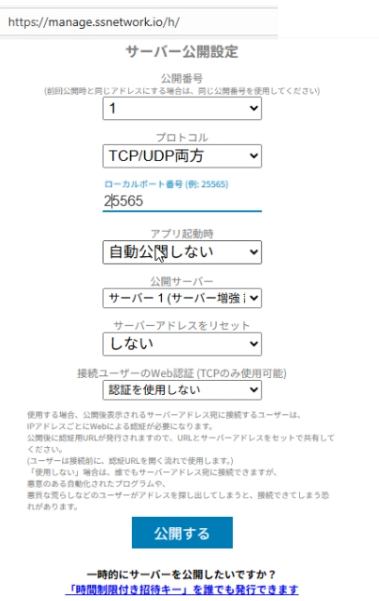 https://manage.ssnetwork.io/h/
サーバー公開設定
公開番号
(前回公開時と同じアドレスにする場合は、同じ公開番号を使用してください)
1
プロトコル
TCP/UDP両方
ローカルポート番号 (例: 25565)
25565
アプリ起動時
自動公開しない
公開サーバー
サーバー 1 (サーバー増強
サーバーアドレスをリセット
しない
接続ユーザーのWeb認証 (TCPのみ使用可能)
認証を使用しない
使用する場合、公開後表示されるサーバーアドレス宛に接続するユーザーは、
IPアドレスごとにWebによる認証が必要になります。
公開後に認証用URLが発行されますので、URLとサーバーアドレスをセットで共有して
ください。
(ユーザーは接続前に、認証URLを開く流れで使用します。)
「使用しない」場合は、誰でもサーバーアドレス宛に接続できますが、
悪意のある自動化されたプログラムや、
悪質な荒らしなどのユーザーがアドレスを探し出してしまうと、接続できてしまう恐
れがあります。
公開する
一時的にサーバーを公開したいですか？
「時間制限付き招待キー」を誰でも発行できます